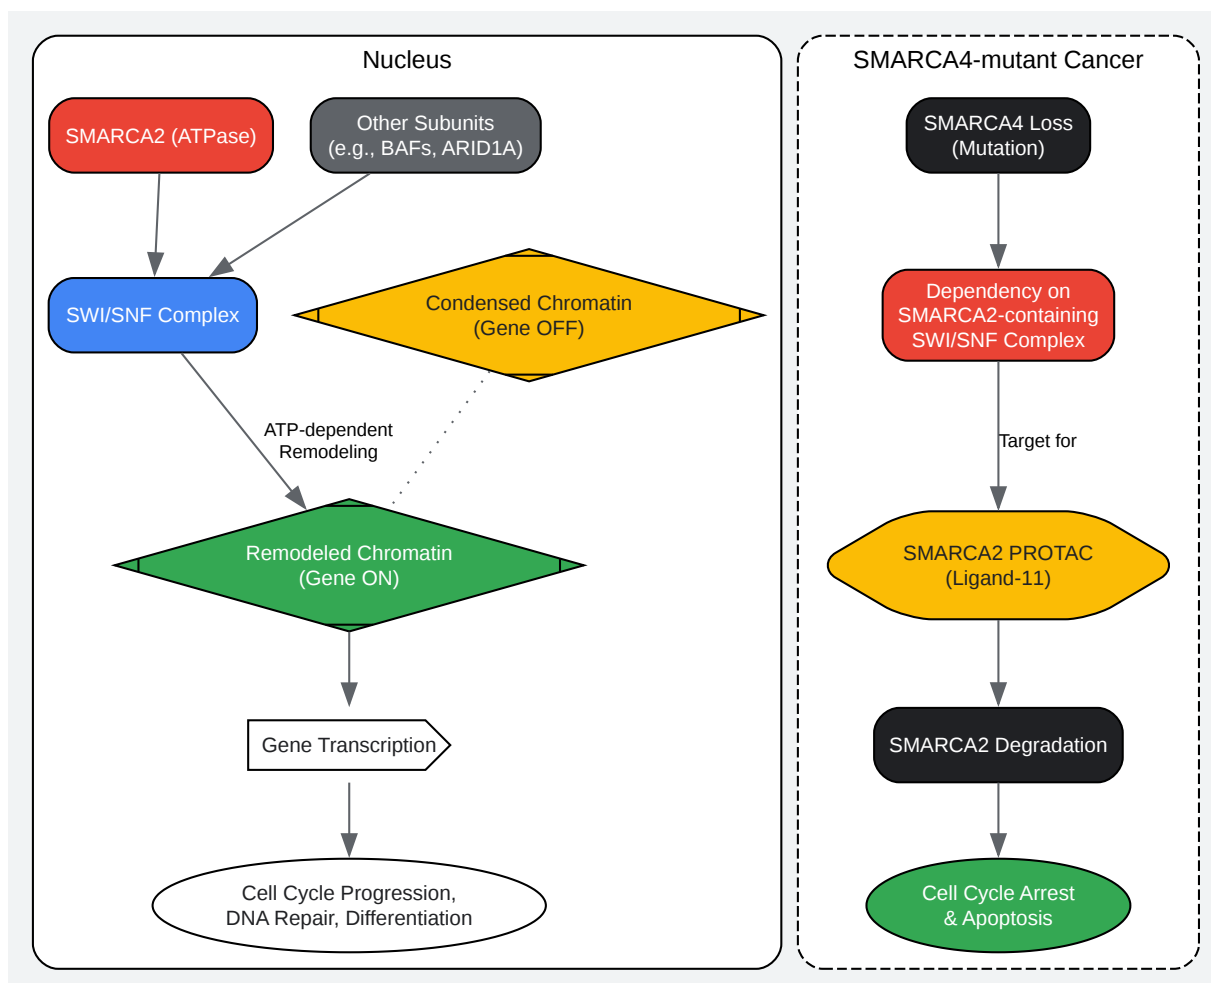 Nucleus
SMARCA2 (ATPase)
Other Subunits
(e.g., BAFs, ARID1A)
SWI/SNF Complex
Condensed Chromatin
(Gene OFF)
ATP-dependent
Remodeling
Remodeled Chromatin
(Gene ON)
Gene Transcription
Cell Cycle Progression,
DNA Repair, Differentiation
SMARCA4-mutant Cancer
SMARCA4 Loss
(Mutation)
Dependency on
SMARCA2-containing
SWI/SNF Complex
Target for
SMARCA2 PROTAC
(Ligand-11)
SMARCA2 Degradation
Cell Cycle Arrest
& Apoptosis